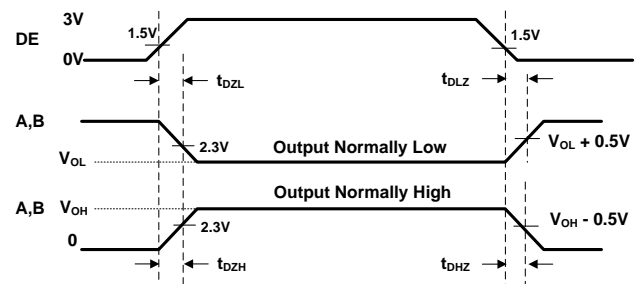 3V
DE
1.5V
1.5V
0V
tDZL
tDLZ
A,B
2.3V
Output Normally Low
VOL + 0.5V
VOL
Output Normally High
A,B
VOH
VOH - 0.5V
2.3V
0
tDZH
tDHZ